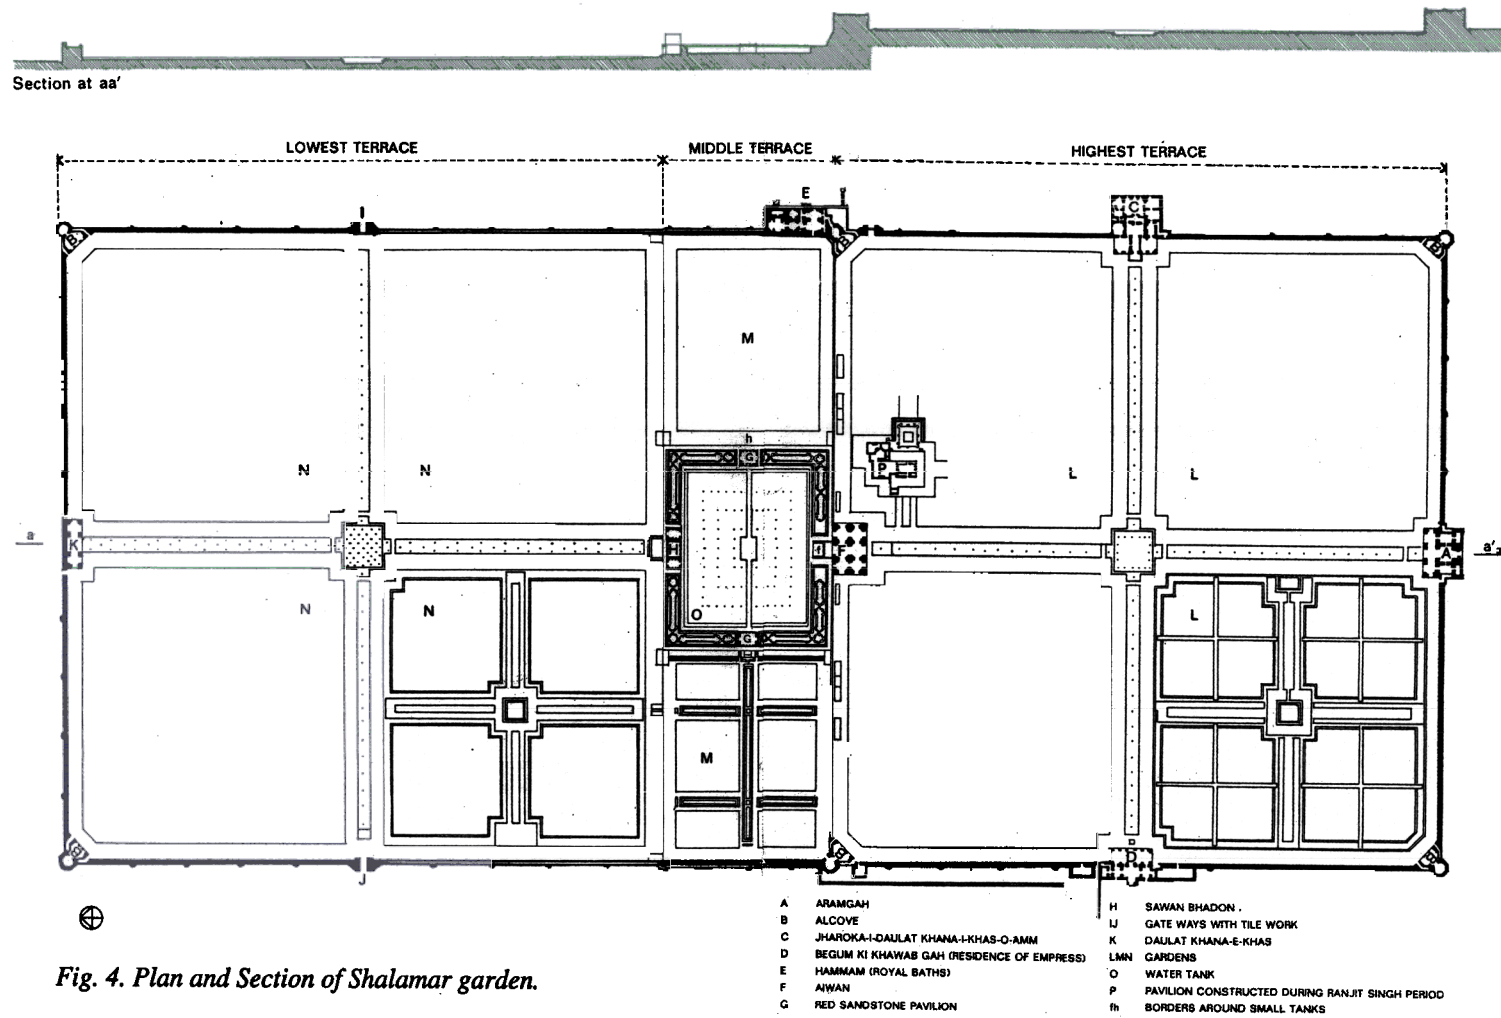 Section at aa'
LOWEST TERRACE
MIDDLE TERRACE
HIGHEST TERRACE
E
I
C
B
B
B
M
N
N
h
G
P
L
L
a
K
H
f
F
A
a'
N
N
O
G
L
M
B
B
D
B
J
A ARAMGAH
B ALCOVE
C JHAROKA-I-DAULAT KHANA-I-KHAS-O-AMM
D BEGUM KI KHAWAB GAH (RESIDENCE OF EMPRESS)
E HAMMAM (ROYAL BATHS)
F AIWAN
G RED SANDSTONE PAVILION
H SAWAN BHADON .
IJ GATE WAYS WITH TILE WORK
K DAULAT KHANA-E-KHAS
LMN GARDENS
O WATER TANK
P PAVILION CONSTRUCTED DURING RANJIT SINGH PERIOD
fh BORDERS AROUND SMALL TANKS
Fig. 4. Plan and Section of Shalamar garden.